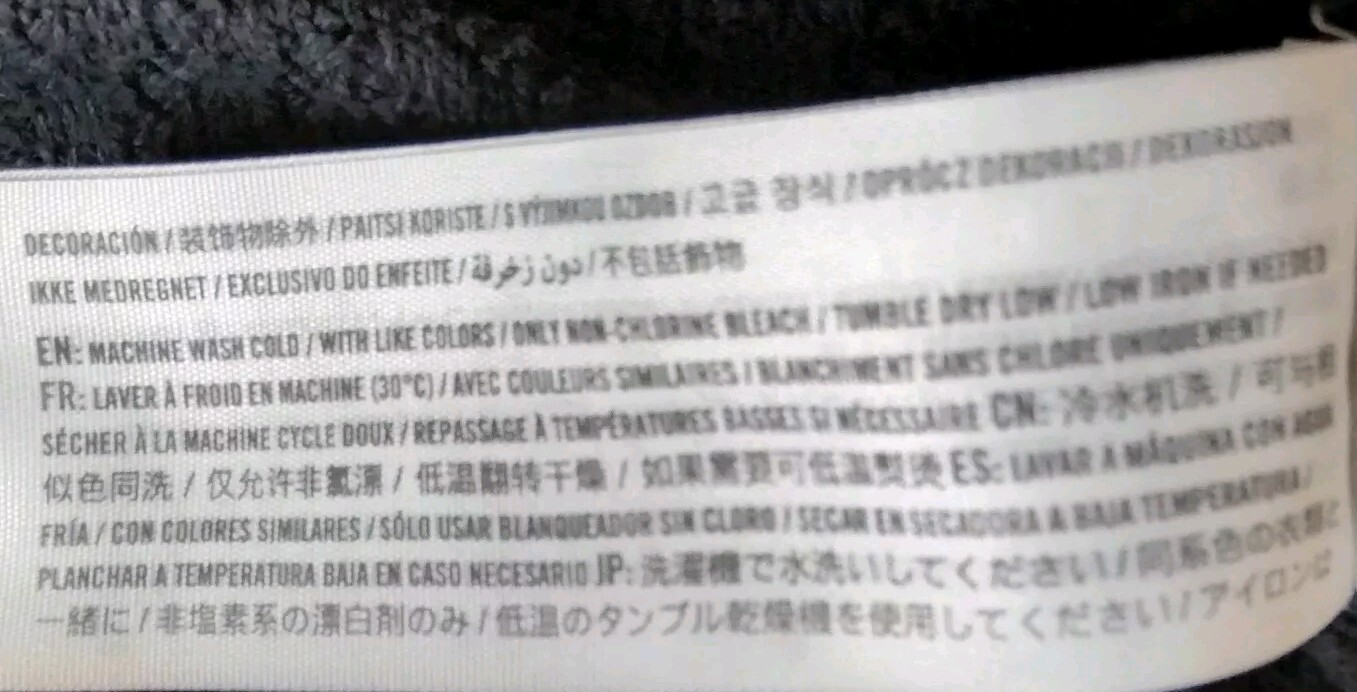 DECORACIÓN / 装饰物除外 / PAITSI KORISTE / S VÝJIMKOU OZDOB / 고급 장식 / OPRÓCZ DEKORACJI / DEKORASJON
IKKE MEDREGNET / EXCLUSIVO DO ENFEITE / دون زخرفة / 不包括飾物
EN: MACHINE WASH COLD / WITH LIKE COLORS / ONLY NON-CHLORINE BLEACH / TUMBLE DRY LOW / LOW IRON IF NEEDED
FR: LAVER À FROID EN MACHINE (30°C) / AVEC COULEURS SIMILAIRES / BLANCHIMENT SANS CHLORE UNIQUEMENT /
SÉCHER À LA MACHINE CYCLE DOUX / REPASSAGE À TEMPÉRATURES BASSES SI NÉCESSAIRE CN: 冷水机洗 / 可与相
似色同洗 / 仅允许非氯漂 / 低温翻转干燥 / 如果需要可低温熨烫 ES: LAVAR A MÁQUINA CON AGUA
FRÍA / CON COLORES SIMILARES / SÓLO USAR BLANQUEADOR SIN CLORO / SECAR EN SECADORA A BAJA TEMPERATURA /
PLANCHAR A TEMPERATURA BAJA EN CASO NECESARIO JP: 洗濯機で水洗いしてください / 同系色の衣類と
一緒に / 非塩素系の漂白剤のみ / 低温のタンブル乾燥機を使用してください / アイロンは